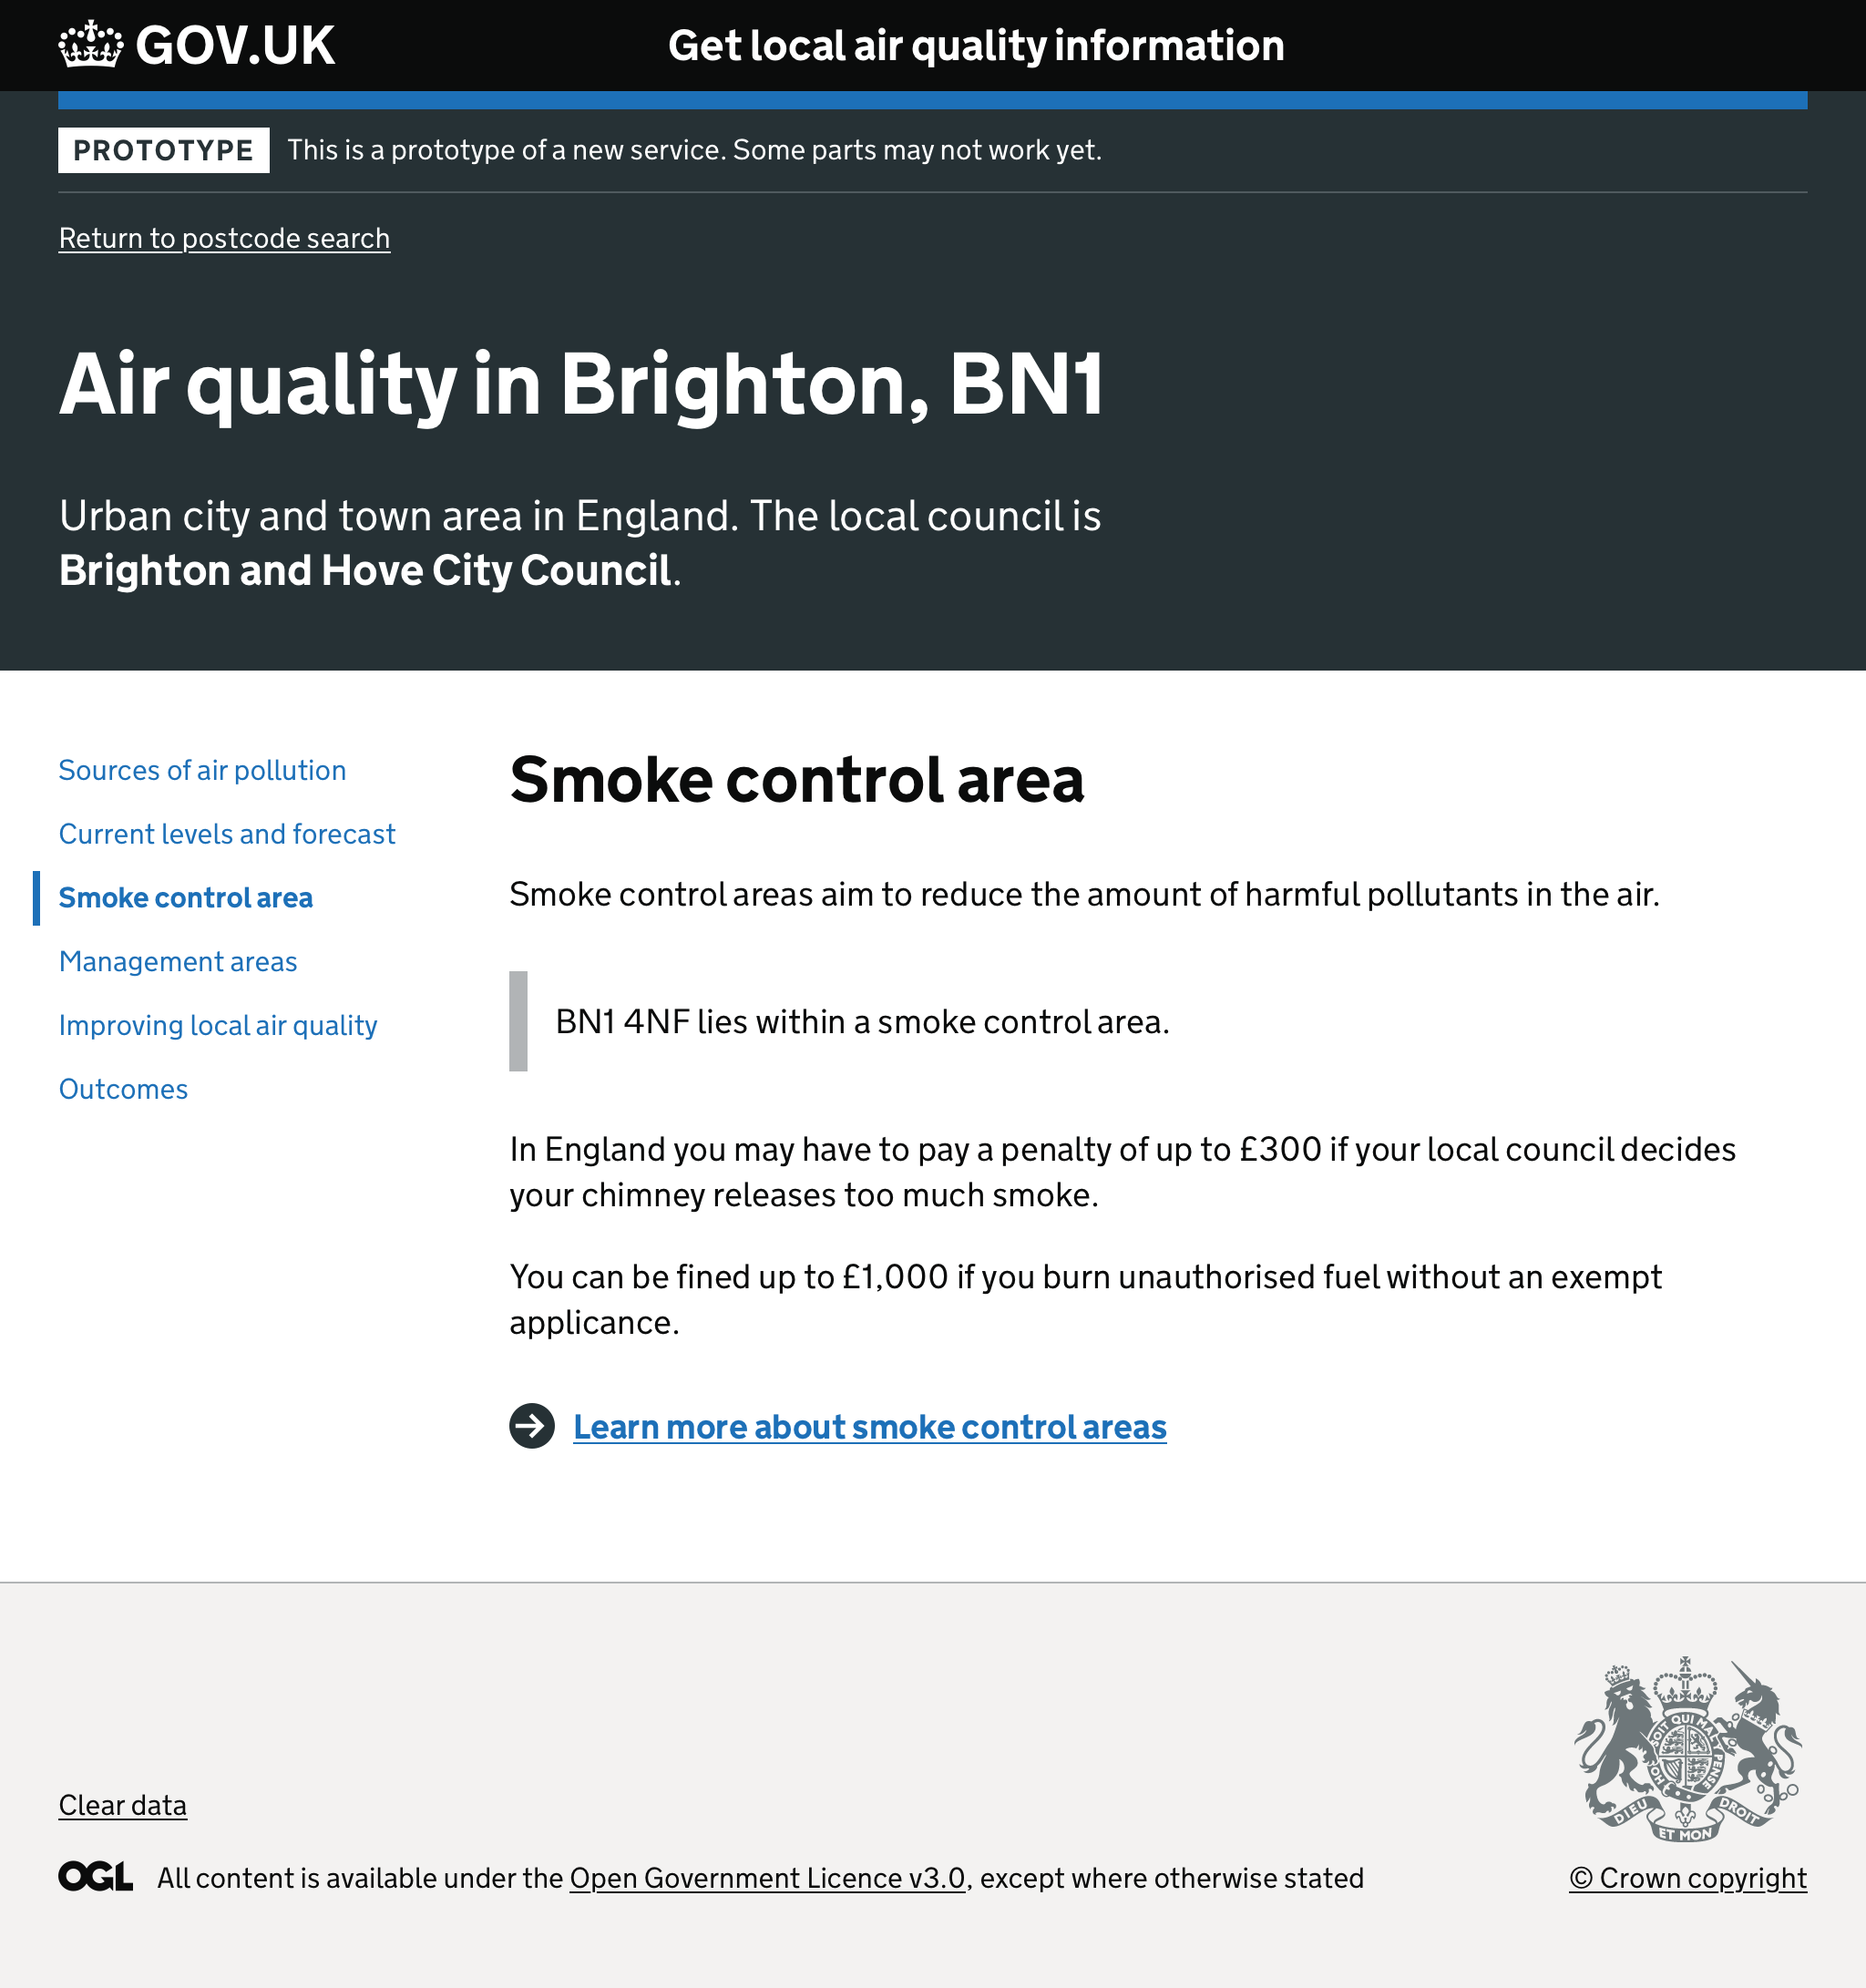 GOV.UK
Get local air quality information
PROTOTYPE This is a prototype of a new service. Some parts may not work yet.
Return to postcode search
Air quality in Brighton, BN1
Urban city and town area in England. The local council is
Brighton and Hove City Council.
Sources of air pollution
Current levels and forecast
Smoke control area
Management areas
Improving local air quality
Outcomes
Smoke control area
Smoke control areas aim to reduce the amount of harmful pollutants in the air.
BN1 4NF lies within a smoke control area.
In England you may have to pay a penalty of up to £300 if your local council decides
your chimney releases too much smoke.
You can be fined up to £1,000 if you burn unauthorised fuel without an exempt
applicance.
Learn more about smoke control areas
Clear data
OGL All content is available under the Open Government Licence v3.0, except where otherwise stated
HO SOIT QUI MAL Y PENSE
DIEU ET MON DROIT
© Crown copyright